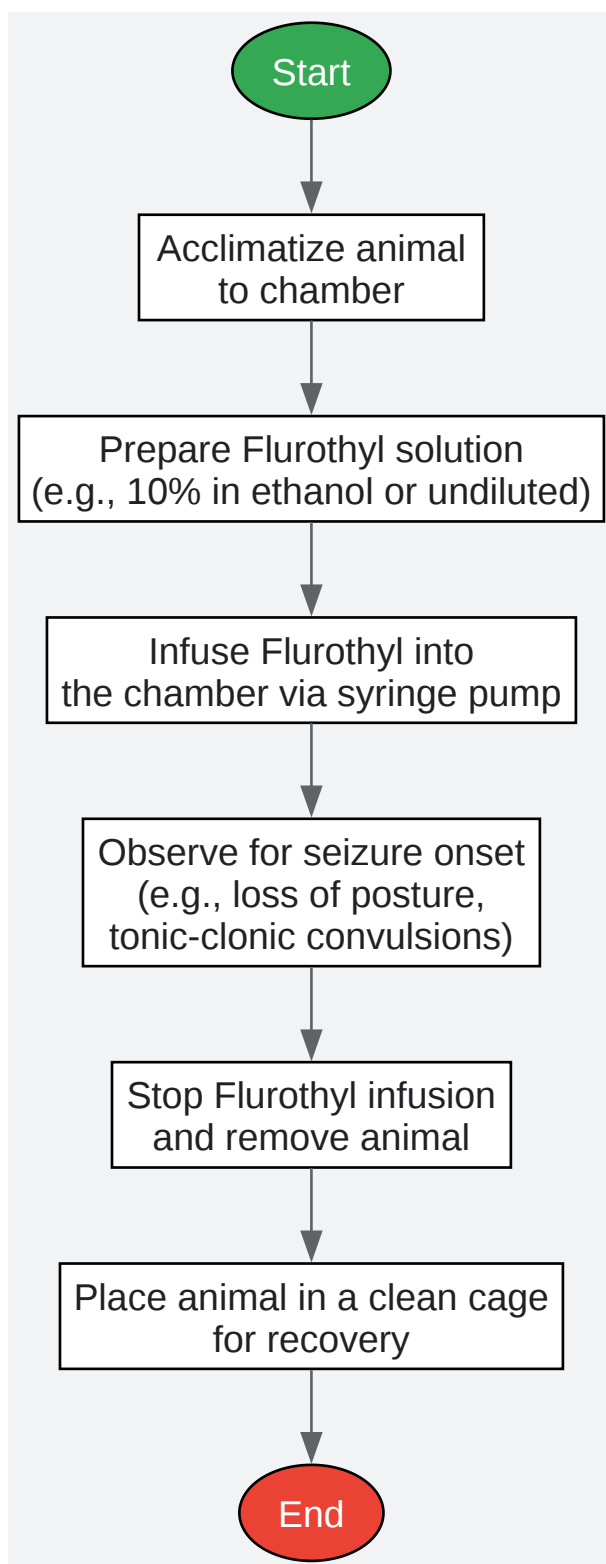 Start
Acclimatize animal
to chamber
Prepare Flurothyl solution
(e.g., 10% in ethanol or undiluted)
Infuse Flurothyl into
the chamber via syringe pump
Observe for seizure onset
(e.g., loss of posture,
tonic-clonic convulsions)
Stop Flurothyl infusion
and remove animal
Place animal in a clean cage
for recovery
End